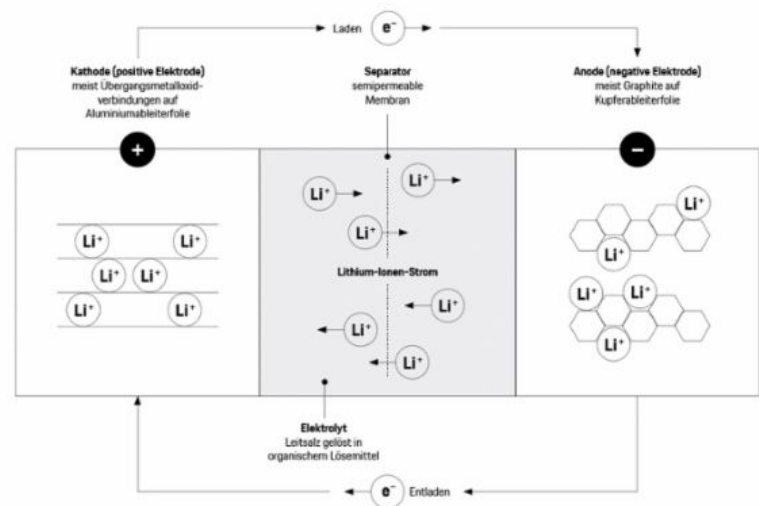 Laden e⁻
Kathode (positive Elektrode)
meist Übergangsmetalloxid-
verbindungen auf
Aluminiumableiterfolie
Separator
semipermeable
Membran
Anode (negative Elektrode)
meist Graphite auf
Kupferableiterfolie
+
−
Li⁺
Li⁺
Li⁺
Li⁺
Li⁺
Li⁺
Li⁺
Li⁺
Li⁺
Lithium-Ionen-Strom
Li⁺
Li⁺
Li⁺
Li⁺
Li⁺
Li⁺
Li⁺
Li⁺
Elektrolyt
Leitsalz gelöst in
organischem Lösemittel
e⁻ Entladen